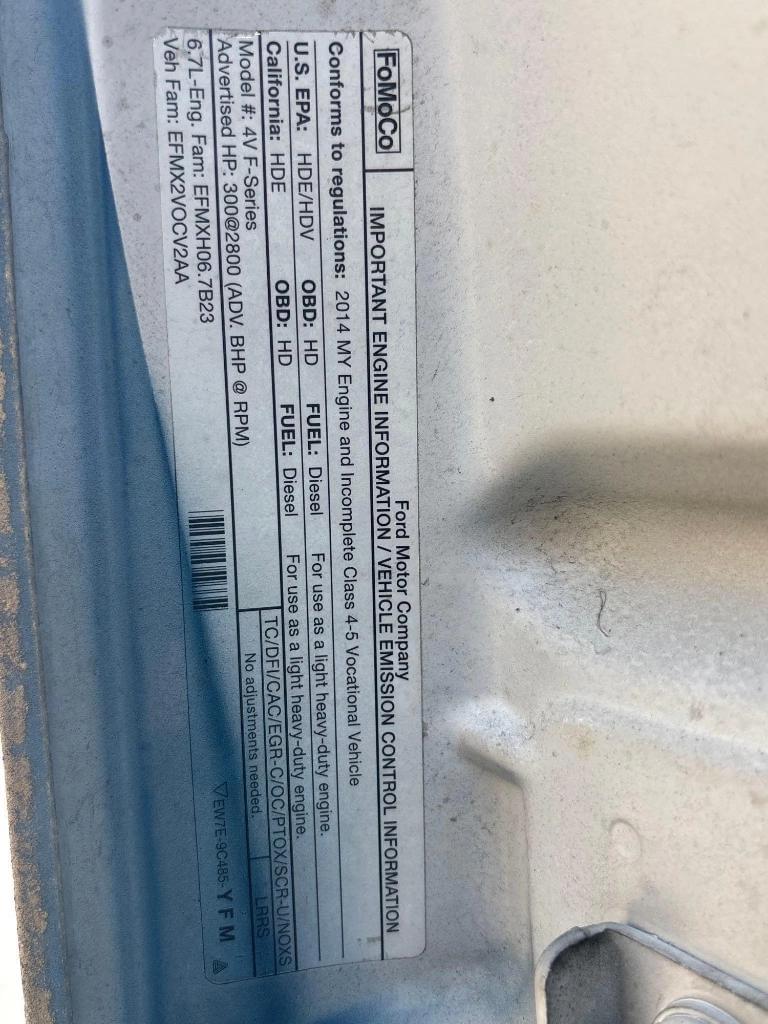 FoMoCo
Ford Motor Company
IMPORTANT ENGINE INFORMATION / VEHICLE EMISSION CONTROL INFORMATION
Conforms to regulations: 2014 MY Engine and Incomplete Class 4-5 Vocational Vehicle
U.S. EPA: HDE/HDV OBD: HD FUEL: Diesel For use as a light heavy-duty engine.
California: HDE OBD: HD FUEL: Diesel For use as a light heavy-duty engine.
Model #: 4V F-Series TC/DFI/CAC/EGR-C/OC/PTOX/SCR-U/NOXS
Advertised HP: 300@2800 (ADV. BHP @ RPM) No adjustments needed. LRRS
6.7L-Eng. Fam: EFMXH06.7B23
Veh Fam: EFMX2VOCV2AA
EW7E-9C485-YFM